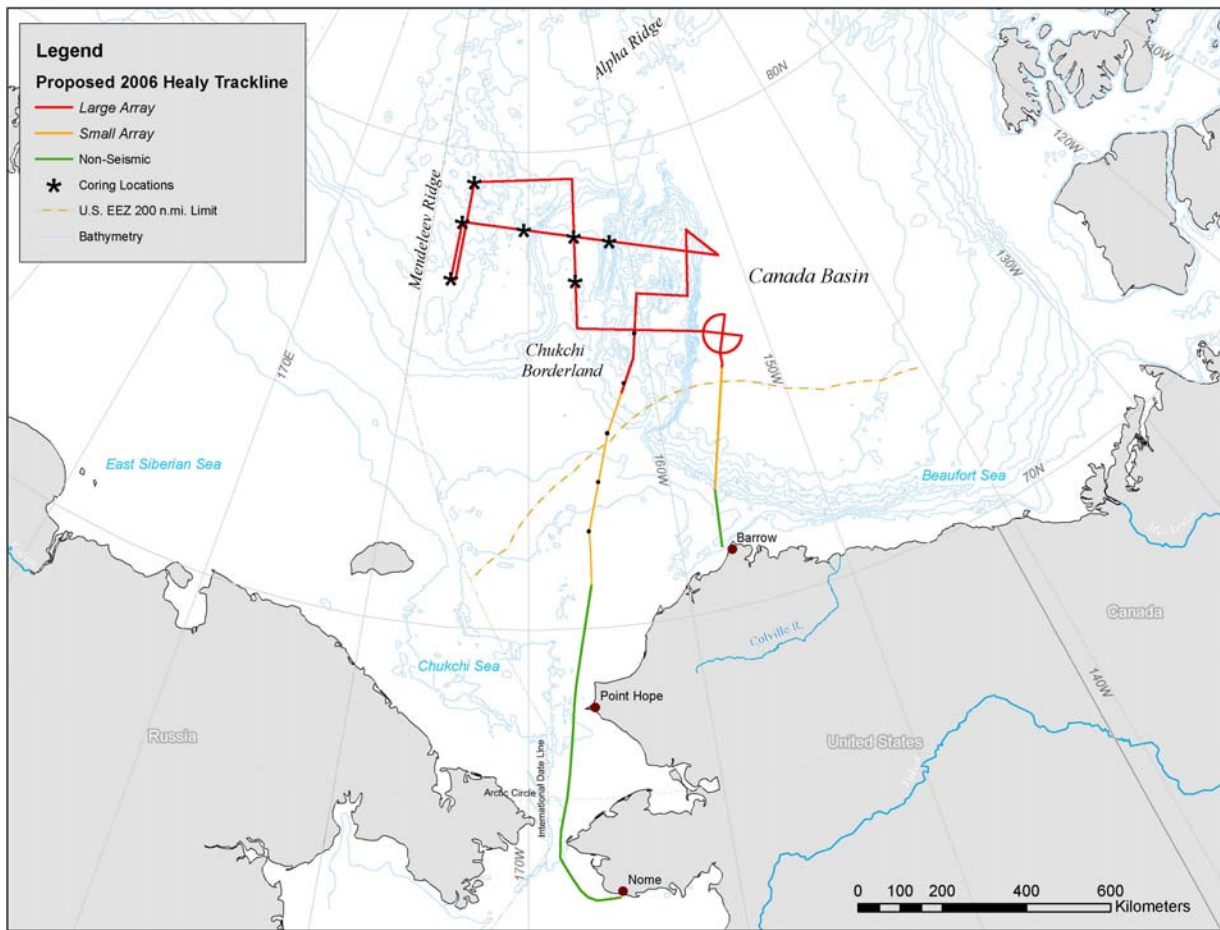 Legend
Proposed 2006 Healy Trackline
Large Array
Small Array
Non-Seismic
Coring Locations
U.S. EEZ 200 n.mi. Limit
Bathymetry
Alpha Ridge
80N
110W
120W
130W
Mendeleev Ridge
Canada Basin
Chukchi
Borderland
170E
150W
East Siberian Sea
160W
Beaufort Sea
70N
Barrow
Canada
Colville R.
Chukchi Sea
140W
Point Hope
Russia
United States
International Date Line
Arctic Circle
170W
Nome
0 100 200 400 600
Kilometers